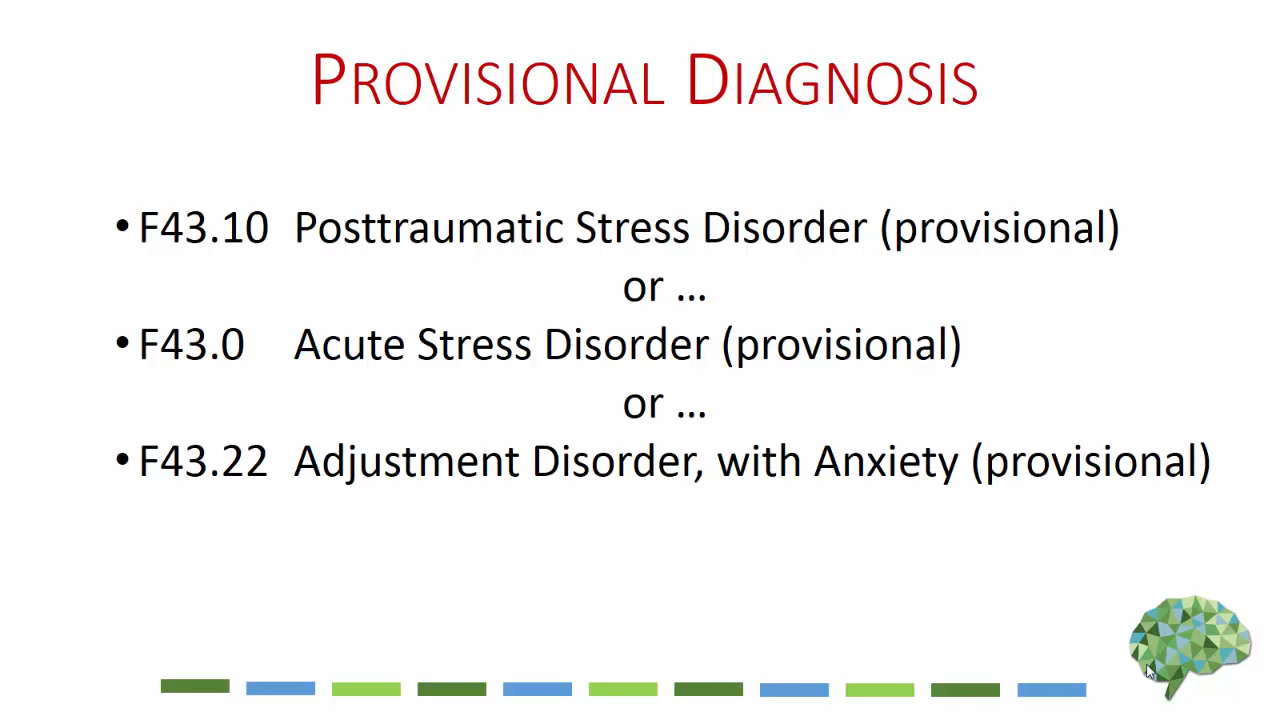 PROVISIONAL DIAGNOSIS
• F43.10 Posttraumatic Stress Disorder (provisional)
or …
• F43.0 Acute Stress Disorder (provisional)
or …
• F43.22 Adjustment Disorder, with Anxiety (provisional)